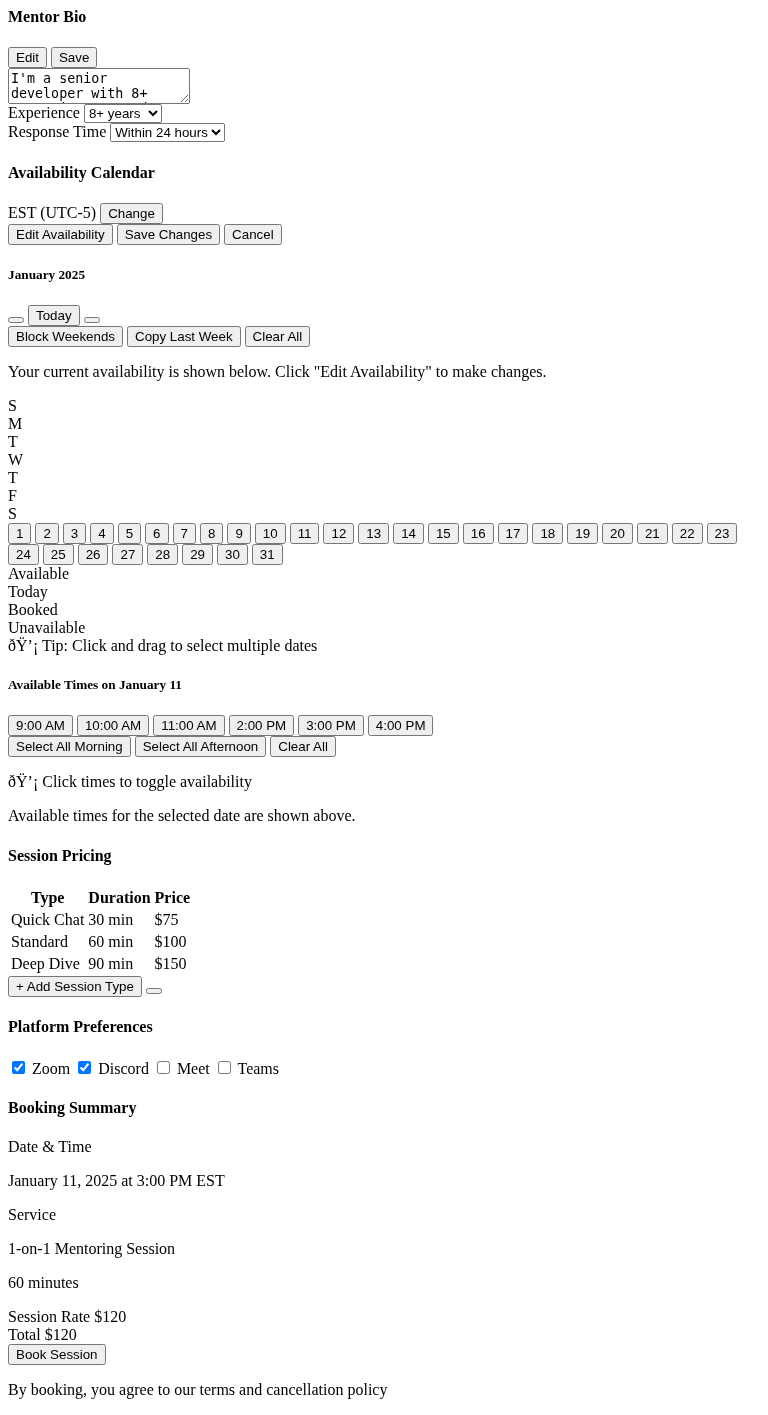 Mentor Bio
Edit Save
I'm a senior
developer with 8+
Experience 8+ years
Response Time Within 24 hours
Availability Calendar
EST (UTC-5) Change
Edit Availability Save Changes Cancel
January 2025
Today
Block Weekends Copy Last Week Clear All
Your current availability is shown below. Click "Edit Availability" to make changes.
S
M
T
W
T
F
S
1 2 3 4 5 6 7 8 9 10 11 12 13 14 15 16 17 18 19 20 21 22 23
24 25 26 27 28 29 30 31
Available
Today
Booked
Unavailable
ðŸ’¡ Tip: Click and drag to select multiple dates
Available Times on January 11
9:00 AM 10:00 AM 11:00 AM 2:00 PM 3:00 PM 4:00 PM
Select All Morning Select All Afternoon Clear All
ðŸ’¡ Click times to toggle availability
Available times for the selected date are shown above.
Session Pricing
Type Duration Price
Quick Chat 30 min $75
Standard 60 min $100
Deep Dive 90 min $150
+ Add Session Type
Platform Preferences
Zoom Discord Meet Teams
Booking Summary
Date & Time
January 11, 2025 at 3:00 PM EST
Service
1-on-1 Mentoring Session
60 minutes
Session Rate $120
Total $120
Book Session
By booking, you agree to our terms and cancellation policy